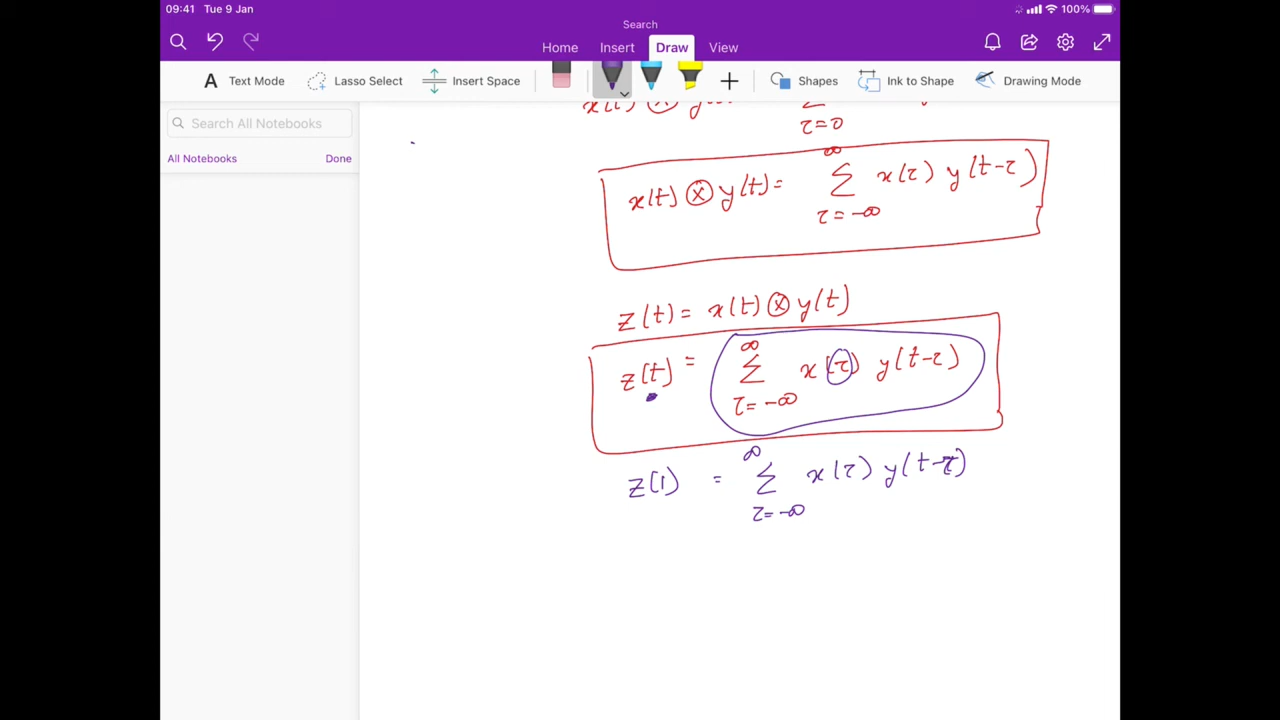 09:41 Tue 9 Jan 100%
Search
Home Insert Draw View
A Text Mode Lasso Select Insert Space + Shapes Ink to Shape Drawing Mode
Search All Notebooks
All Notebooks Done
x(t) ⊗
τ=0
x(t) ⊗ y(t) = ∞ Σ τ=-∞ x(τ) y(t-τ)
z(t) = x(t) ⊗ y(t)
z(t) = ∞ Σ τ=-∞ x(τ) y(t-τ)
z(1) = ∞ Σ τ=-∞ x(τ) y(t-τ)